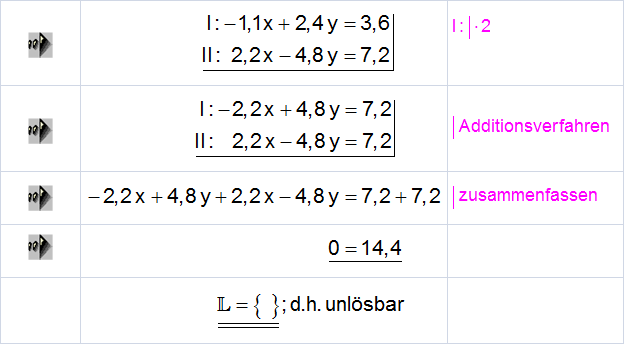 I: −1,1x + 2,4y = 3,6
II: 2,2x − 4,8y = 7,2
I: | · 2
I: −2,2x + 4,8y = 7,2
II: 2,2x − 4,8y = 7,2
| Additionsverfahren
−2,2x + 4,8y + 2,2x − 4,8y = 7,2 + 7,2
| zusammenfassen
0 = 14,4
𝕃 = { }; d.h. unlösbar